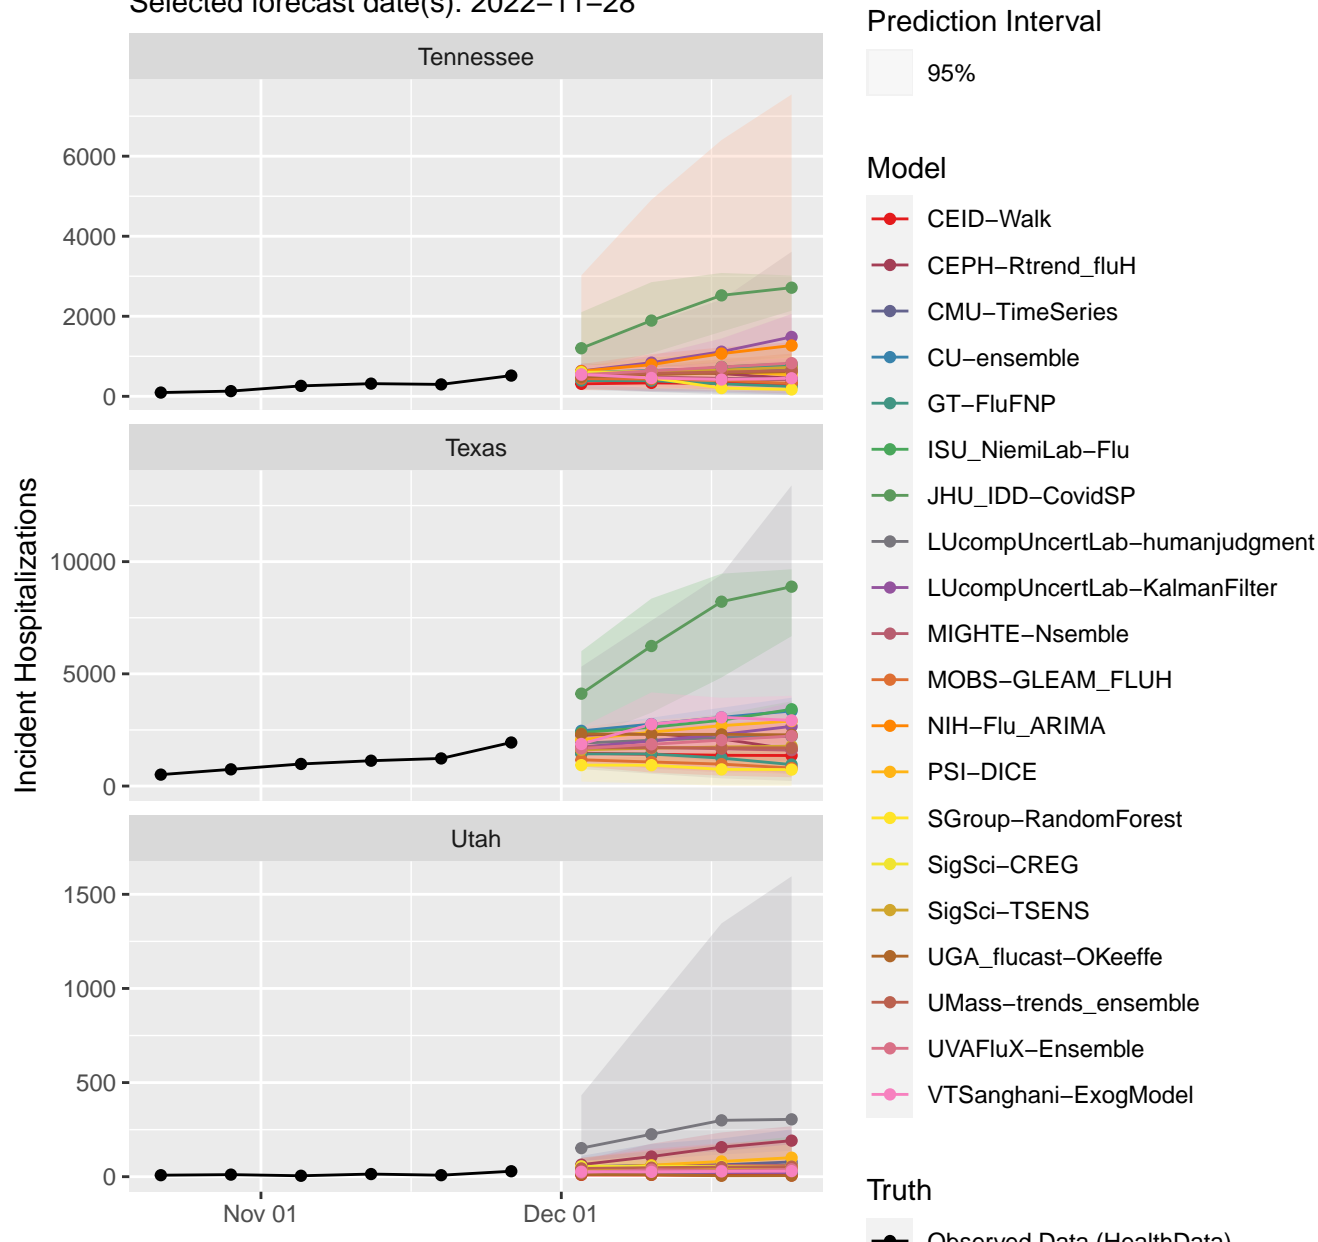 Selected forecast date(s): 2022−11−28
Tennessee
6000
4000
2000
0
Texas
10000
5000
0
Utah
1500
1000
500
0
Nov 01
Dec 01
Incident Hospitalizations
Prediction Interval
95%
Model
CEID−Walk
CEPH−Rtrend_fluH
CMU−TimeSeries
CU−ensemble
GT−FluFNP
ISU_NiemiLab−Flu
JHU_IDD−CovidSP
LUcompUncertLab−humanjudgment
LUcompUncertLab−KalmanFilter
MIGHTE−Nsemble
MOBS−GLEAM_FLUH
NIH−Flu_ARIMA
PSI−DICE
SGroup−RandomForest
SigSci−CREG
SigSci−TSENS
UGA_flucast−OKeeffe
UMass−trends_ensemble
UVAFluX−Ensemble
VTSanghani−ExogModel
Truth
Observed Data (HealthData)